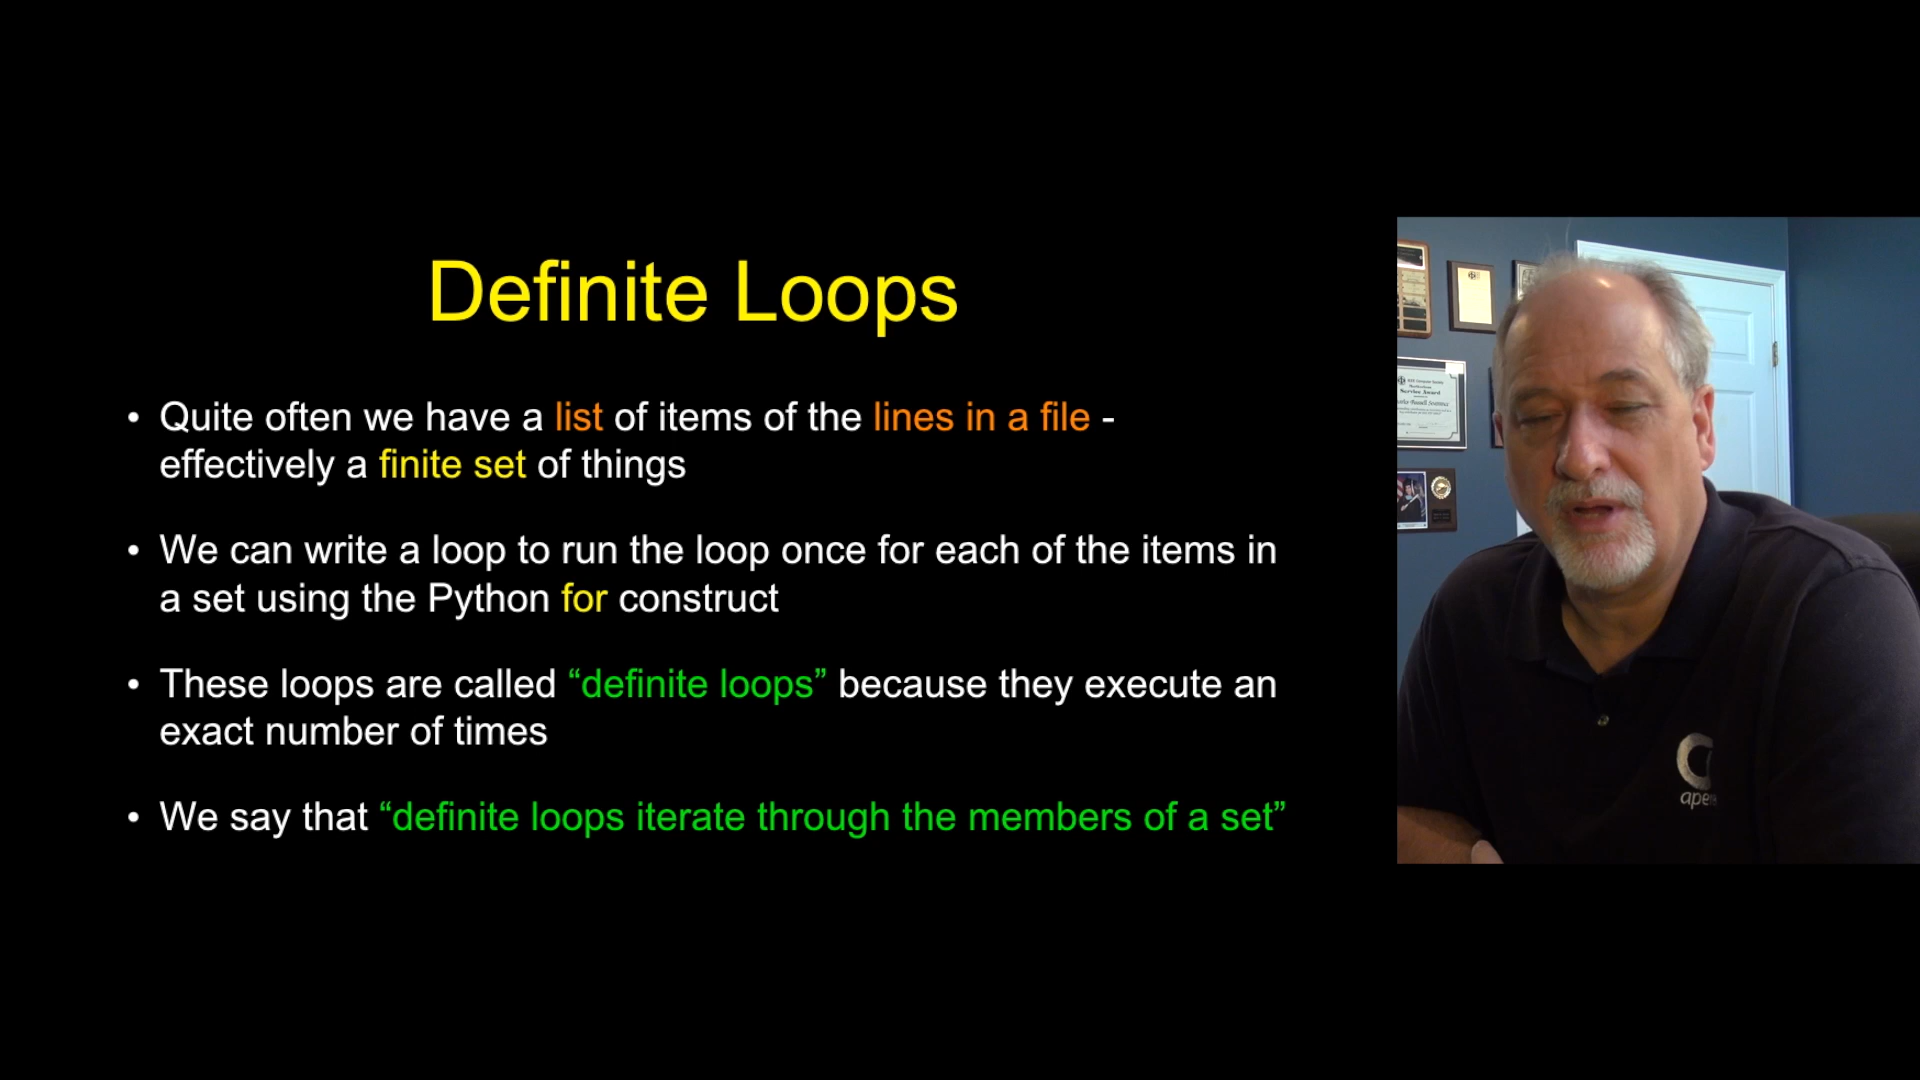 Definite Loops
• Quite often we have a list of items of the lines in a file -
effectively a finite set of things
• We can write a loop to run the loop once for each of the items in
a set using the Python for construct
• These loops are called “definite loops” because they execute an
exact number of times
• We say that “definite loops iterate through the members of a set”
Service Award